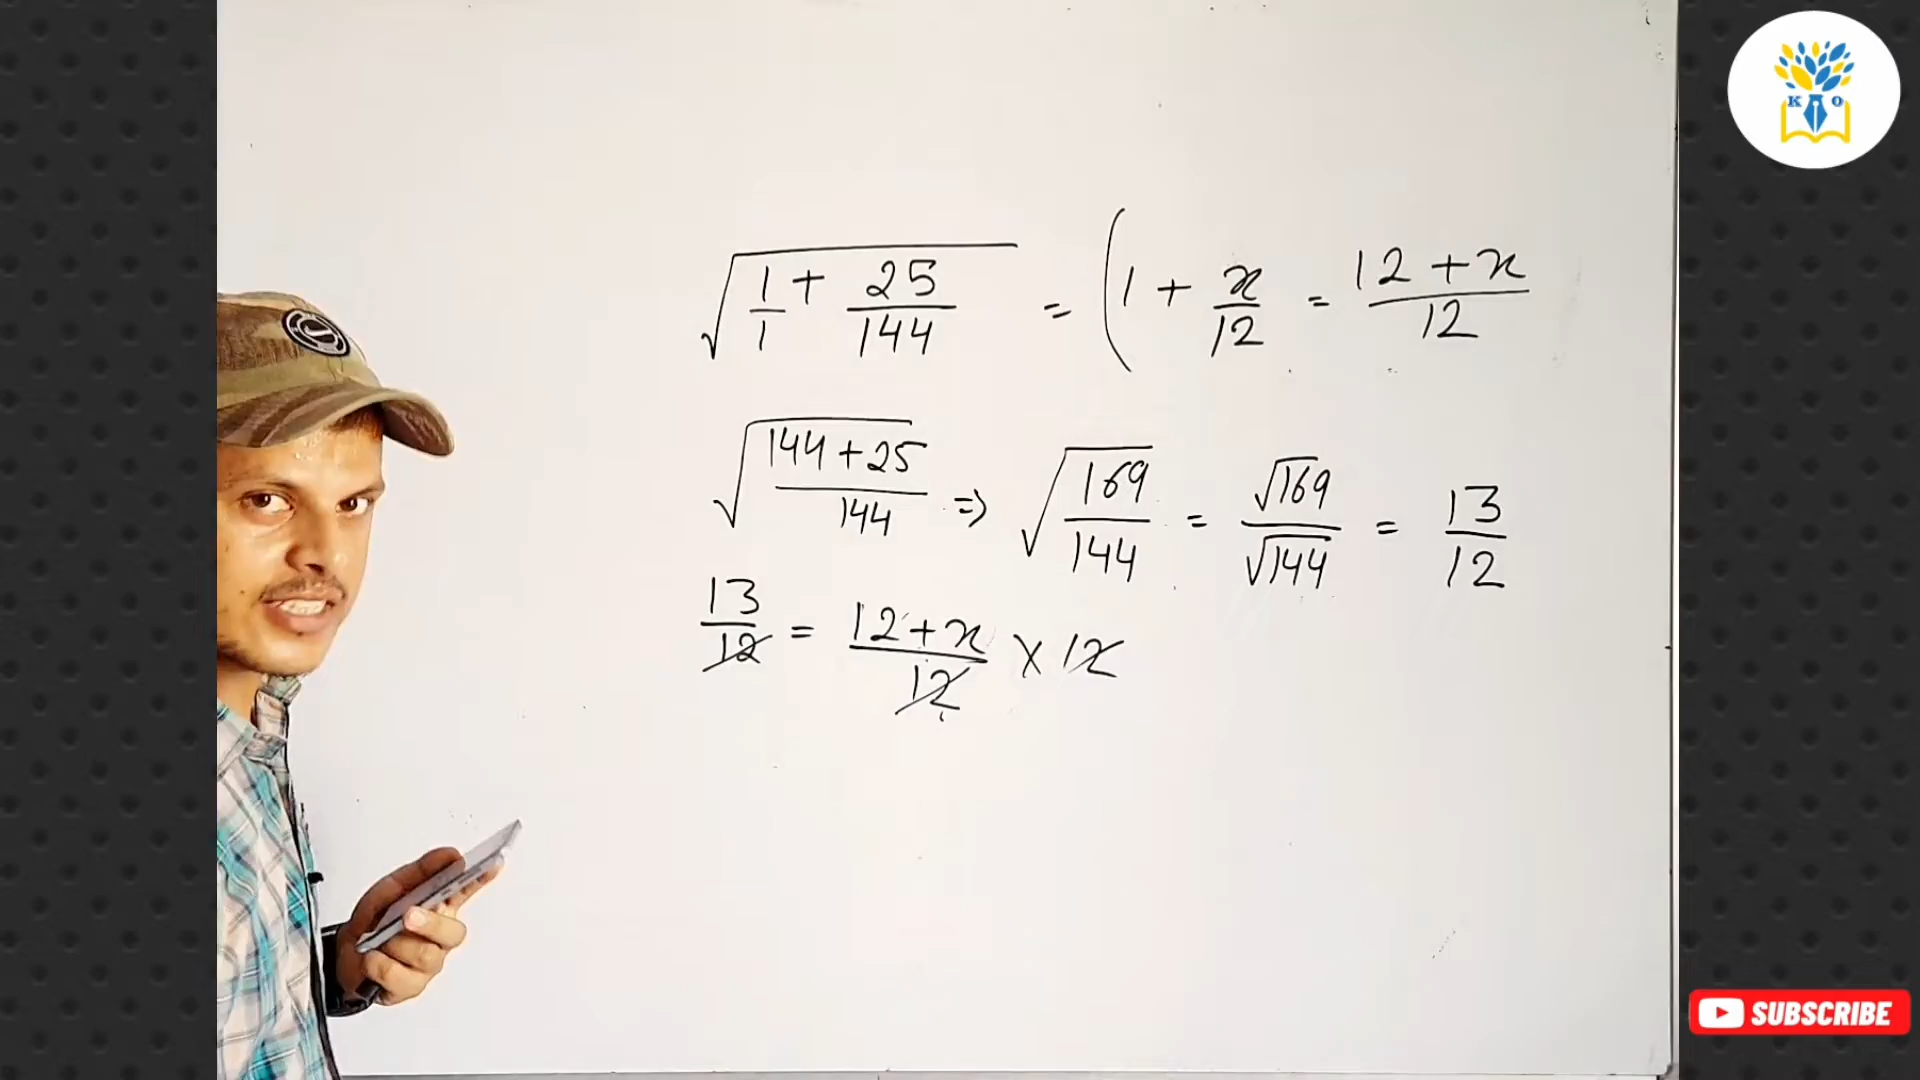 √(1/1 + 25/144) = (1 + x/12 = 12 + x/12
√(144 + 25/144) ⇒ √(169/144) = √169/√144 = 13/12
13/12 = 12 + x/12 × 12
K O
SUBSCRIBE